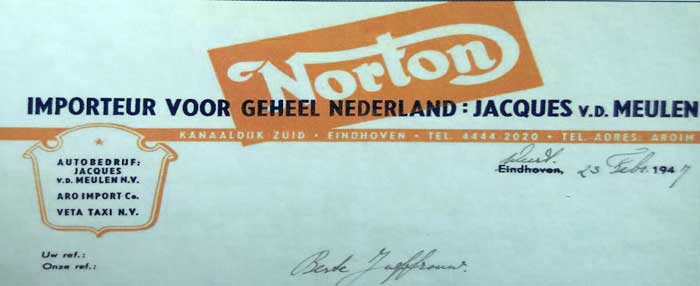 Norton
IMPORTEUR VOOR GEHEEL NEDERLAND: JACQUES V.D. MEULEN
KANAALDIJK-ZUID • EINDHOVEN • TEL. 4444-2020 • TEL. ADRES: AROIM
AUTOBEDRIJF:
JACQUES
V.D. MEULEN N.V.
ARO IMPORT Co.
VETA TAXI N.V.
Eindhoven, 23 Febr. 1947
Uw ref.:
Onze ref.:
Beste Juffrouw.